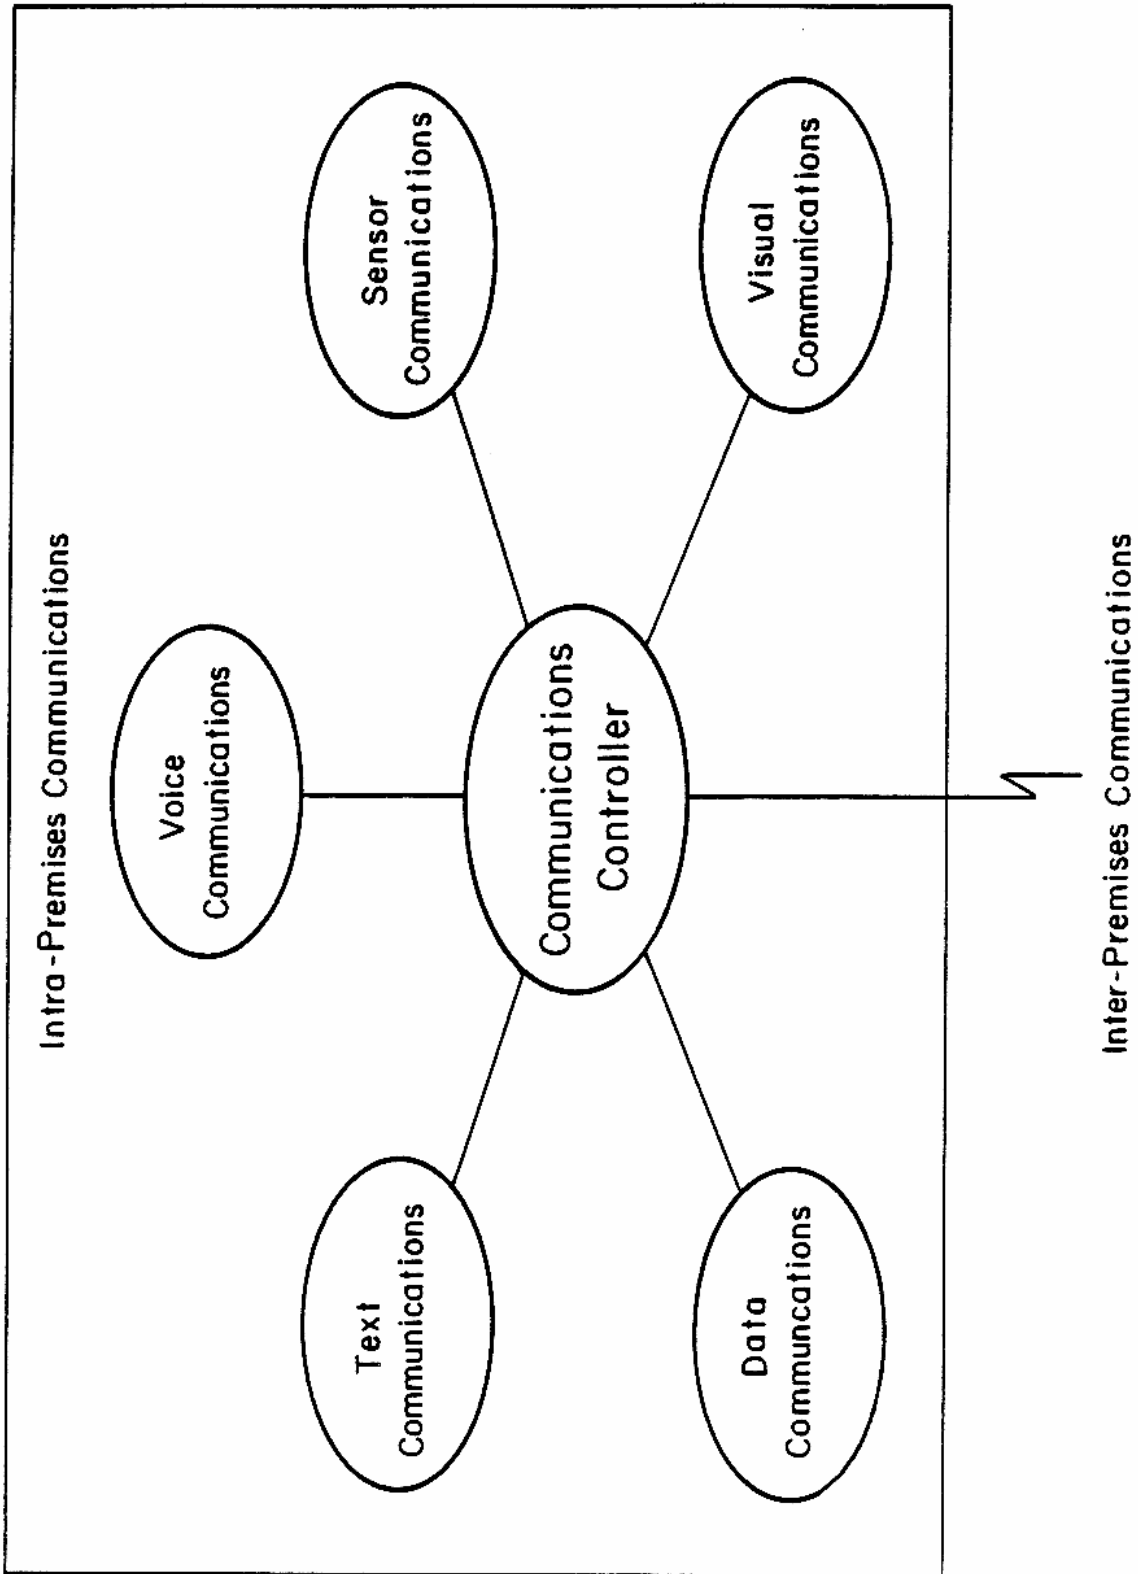 Intra-Premises Communications
Voice
Communications
Text
Communications
Sensor
Communications
Communications
Controller
Data
Communcations
Visual
Communications
Inter-Premises Communications